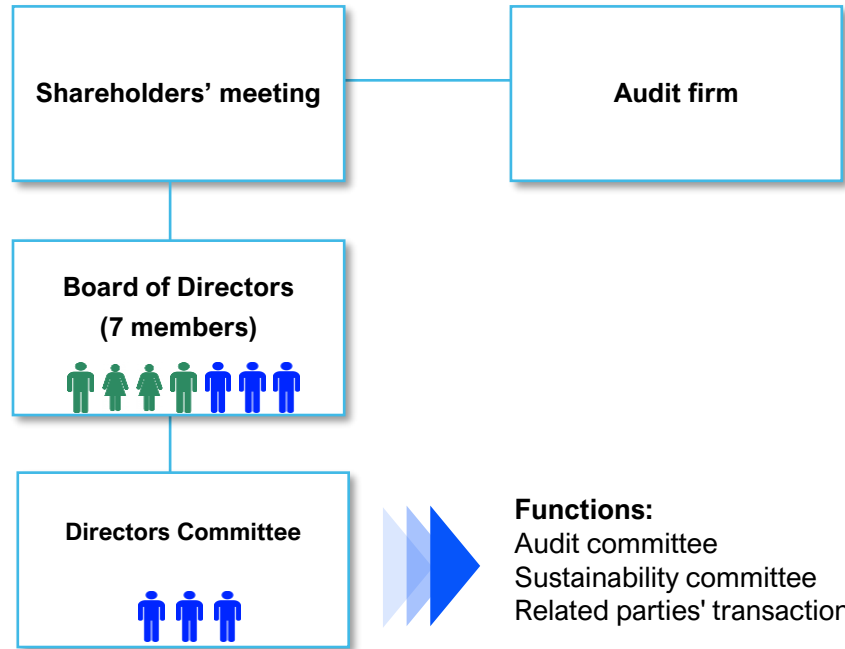 Shareholders’ meeting
Audit firm
Board of Directors
(7 members)
Directors Committee
Functions:
Audit committee
Sustainability committee
Related parties' transaction